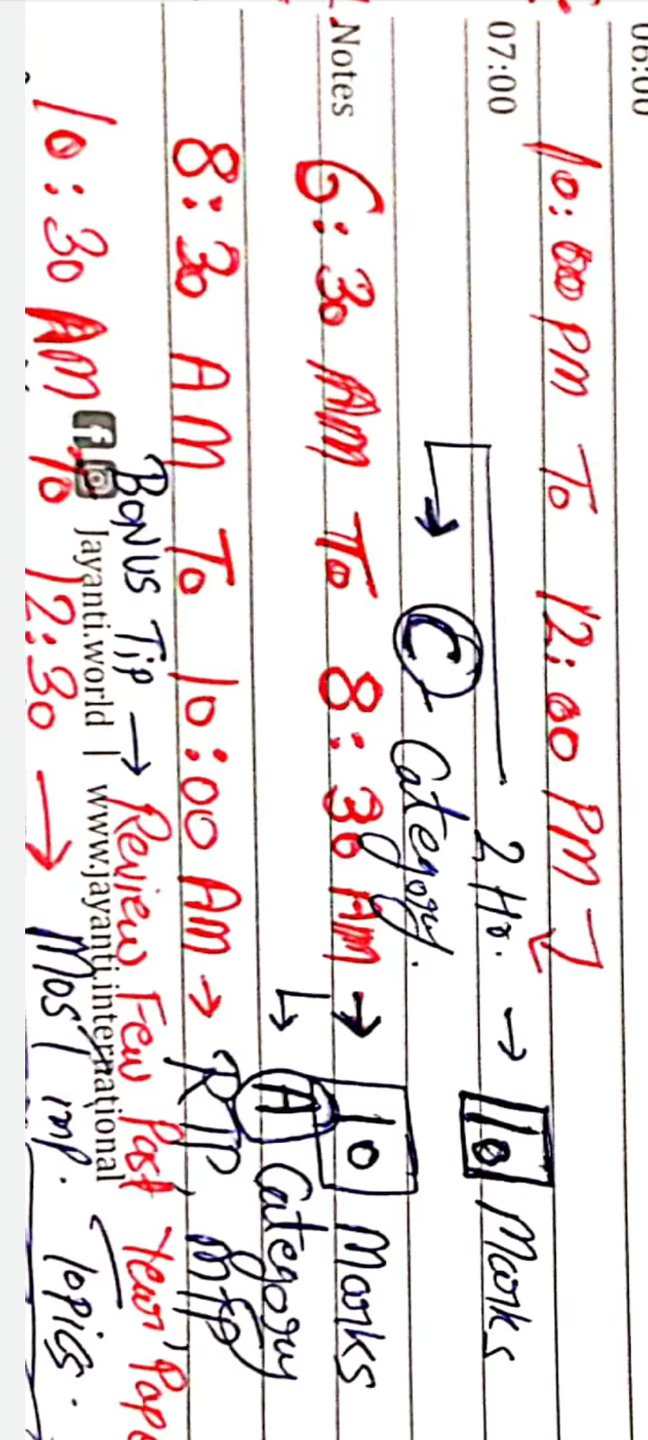 06:00
10:00 PM To 12:00 PM
07:00
2 Hr. → 10 Marks
→ C Category.
Notes 6:30 AM To 8:30 AM → 10 Marks
↳ A Category
8:30 AM To 10:00 AM →
Bonus Tip → Review Few Past Year Pape
Jayanti.world | www.jayanti.international
10:30 AM To 12:30 → Most imp. topics.